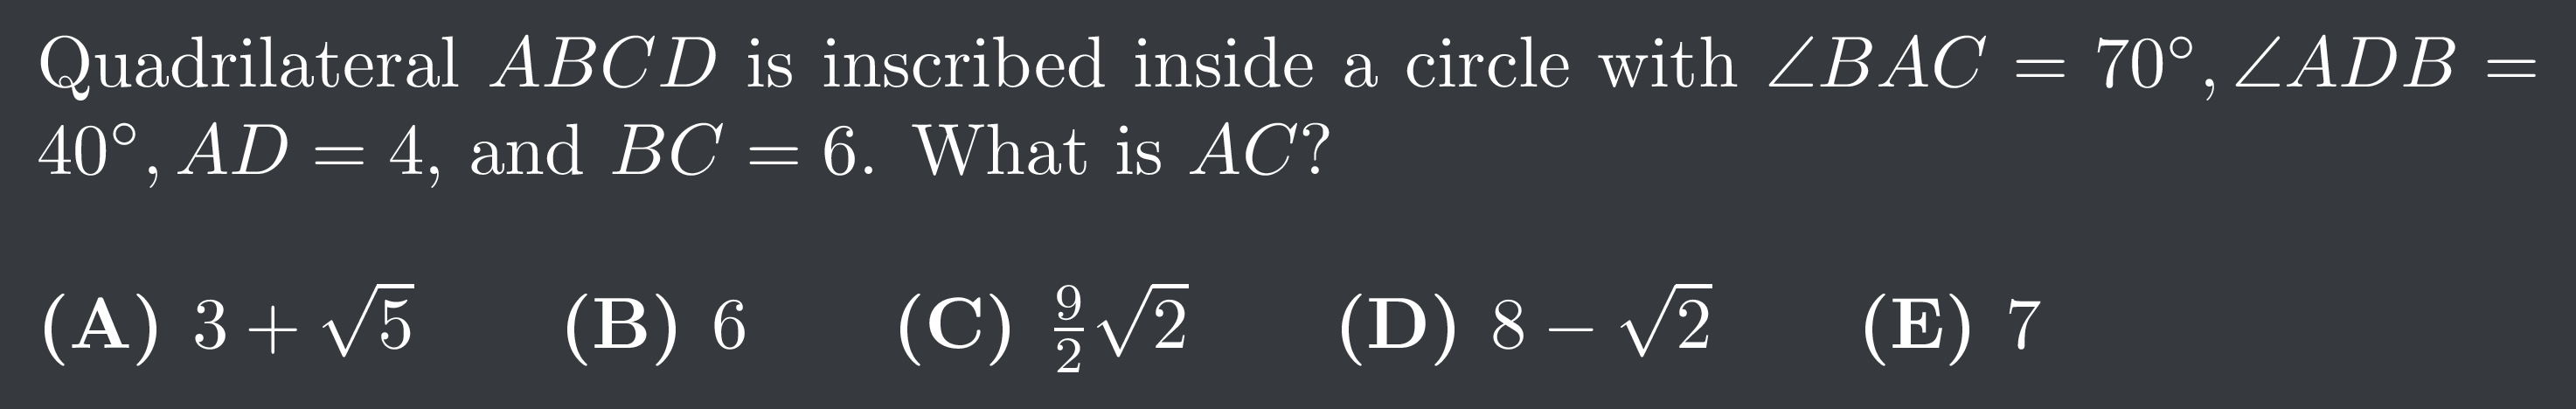 Quadrilateral ABCD is inscribed inside a circle with ∠BAC = 70°, ∠ADB =
40°, AD = 4, and BC = 6. What is AC?
(A) 3 + √5 (B) 6 (C) 9/2 √2 (D) 8 − √2 (E) 7